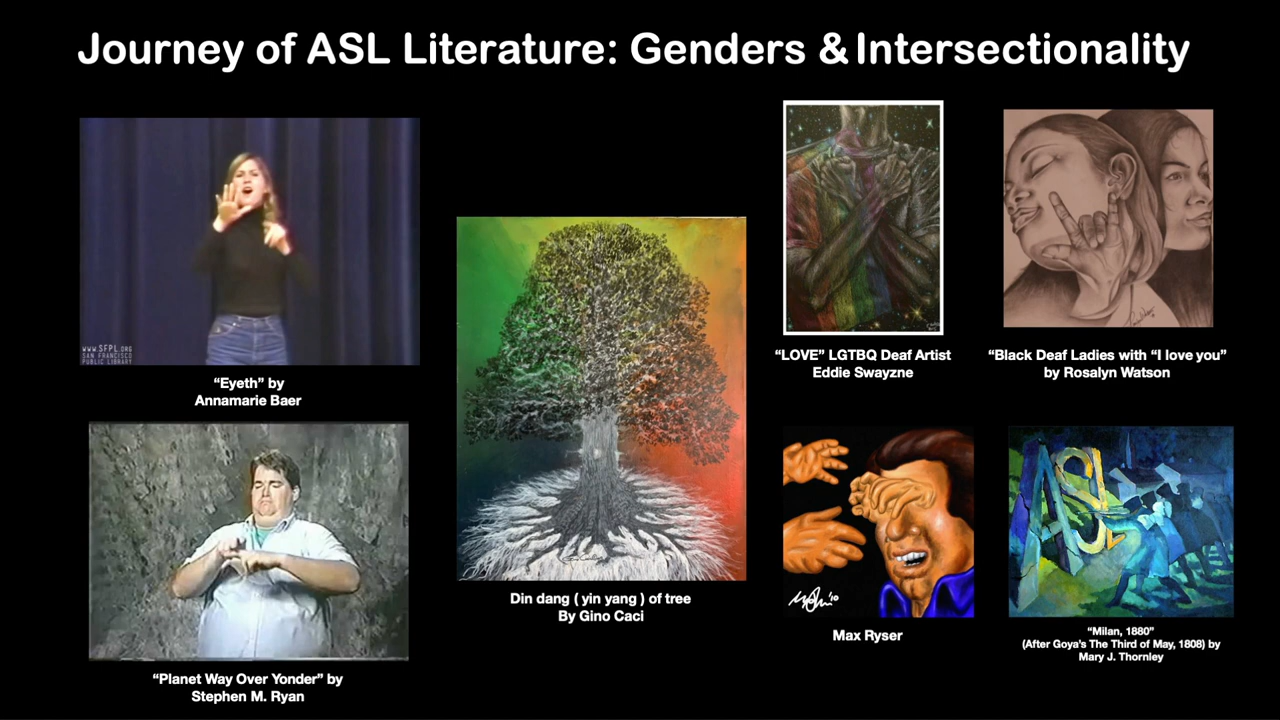 Journey of ASL Literature: Genders & Intersectionality
WWW.SFPL.ORG
SAN FRANCISCO
PUBLIC LIBRARY
“Eyeth” by
Annamarie Baer
“Planet Way Over Yonder” by
Stephen M. Ryan
Din dang ( yin yang ) of tree
By Gino Caci
“LOVE” LGTBQ Deaf Artist
Eddie Swayzne
“Black Deaf Ladies with “I love you”
by Rosalyn Watson
'10
Max Ryser
ASL
“Milan, 1880”
(After Goya's The Third of May, 1808) by
Mary J. Thornley